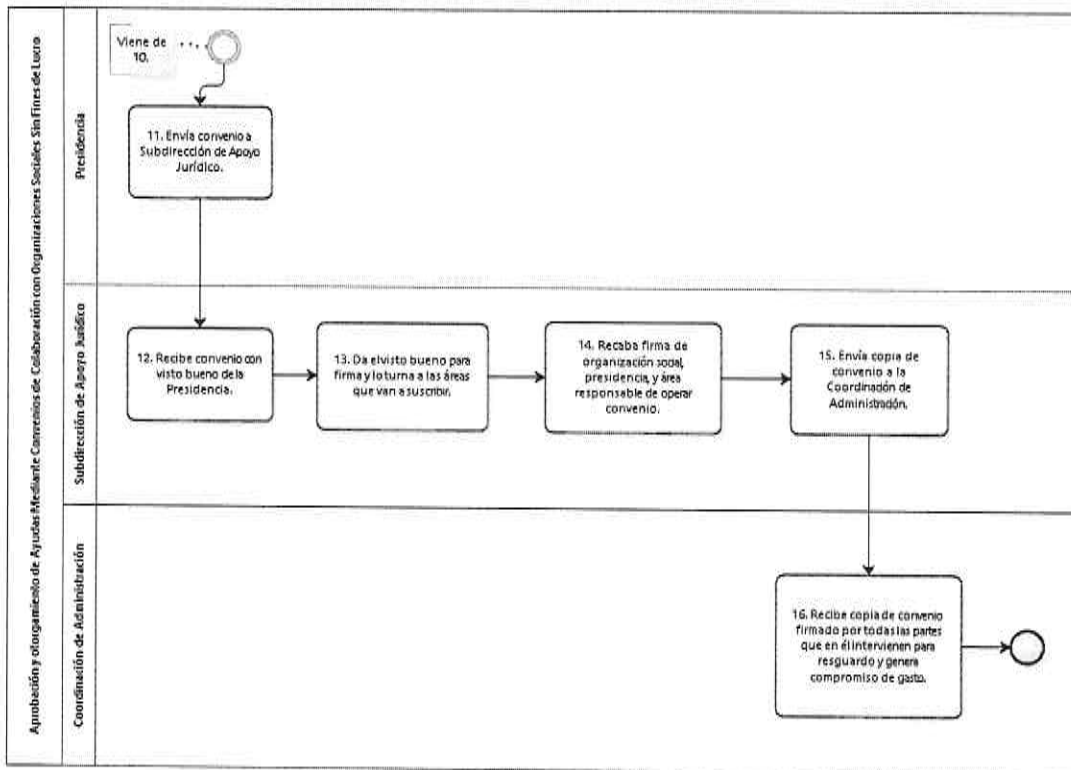 Aprobación y otorgamiento de Ayudas Mediante Convenios de Colaboración con Organizaciones Sociales Sin Fines de Lucro
Presidencia
Viene de
10.
11. Envía convenio a
Subdirección de Apoyo
Jurídico.
Subdirección de Apoyo Jurídico
12. Recibe convenio con
visto bueno de la
Presidencia.
13. Da el visto bueno para
firma y lo turna a las áreas
que van a suscribir.
14. Recaba firma de
organización social,
presidencia, y área
responsable de operar
convenio.
15. Envía copia de
convenio a la
Coordinación de
Administración.
Coordinación de Administración
16. Recibe copia de convenio
firmado por todas las partes
que en él intervienen para
resguardo y genera
compromiso de gasto.